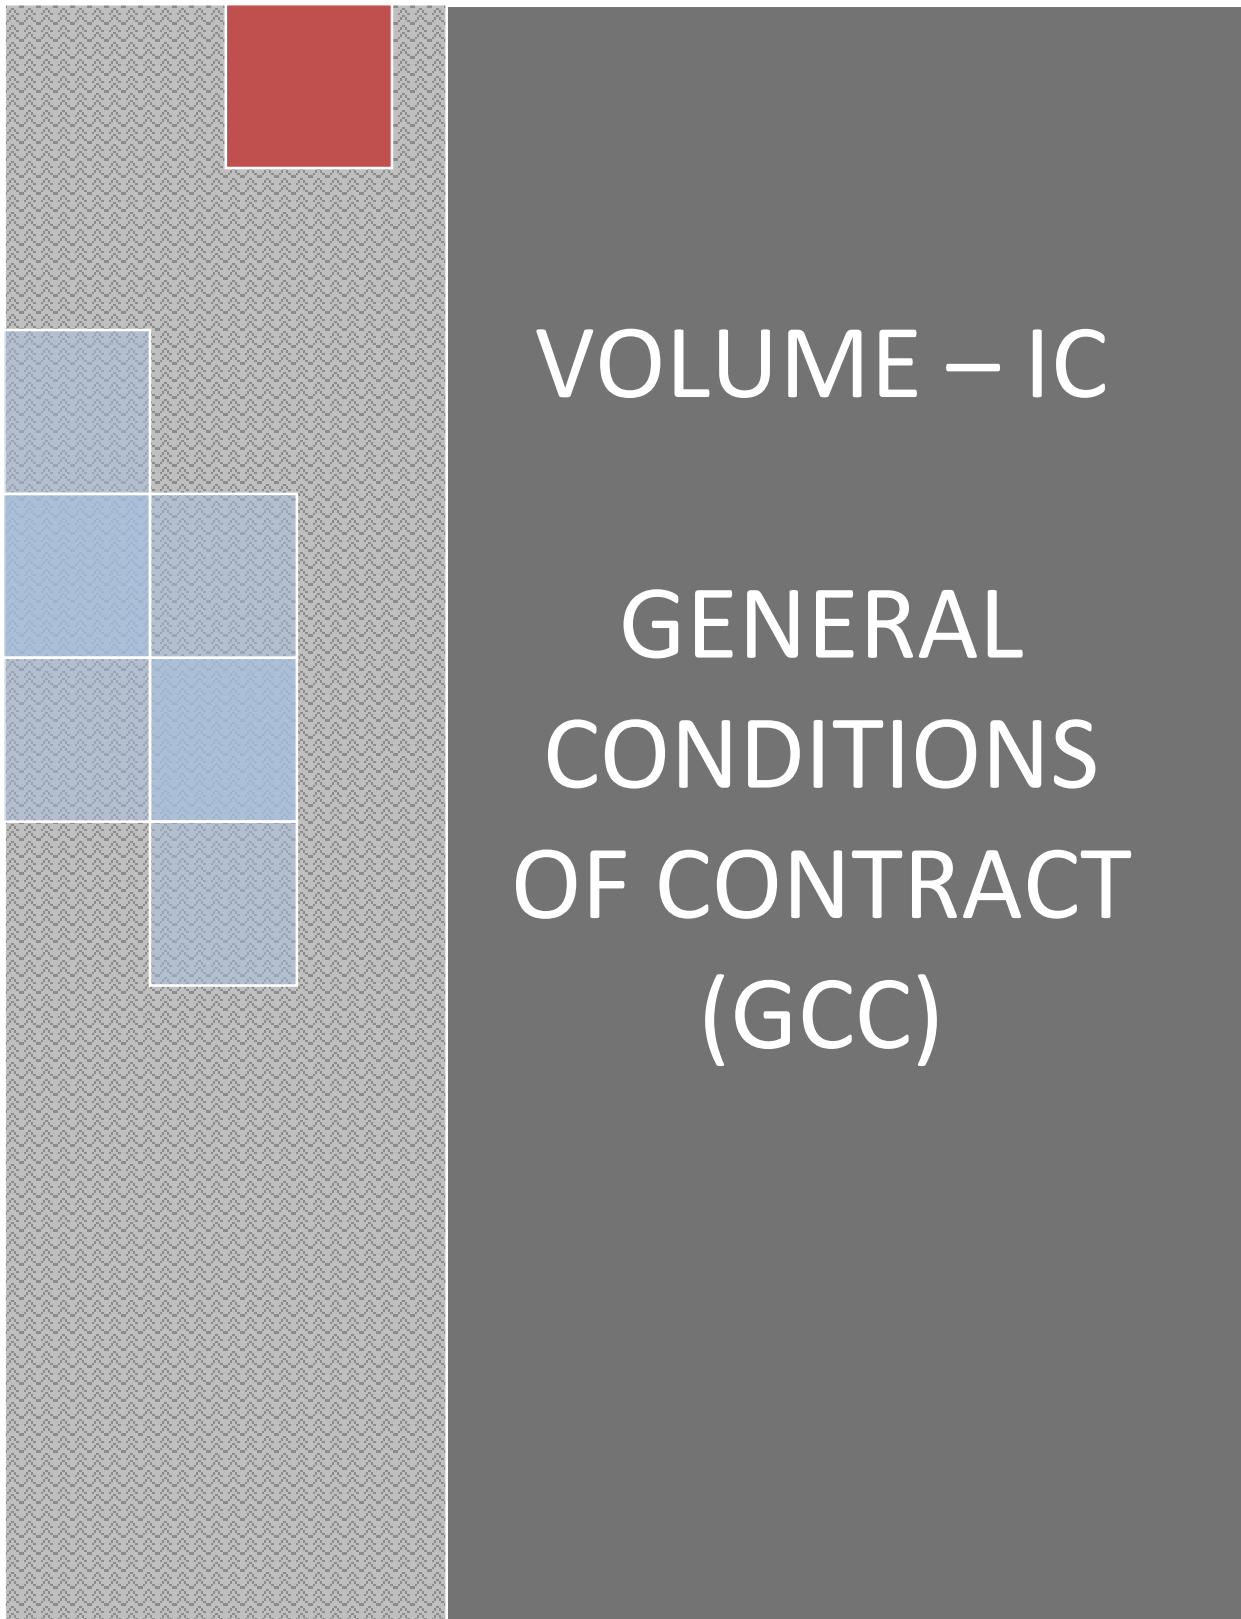 VOLUME – IC
GENERAL
CONDITIONS
OF CONTRACT
(GCC)